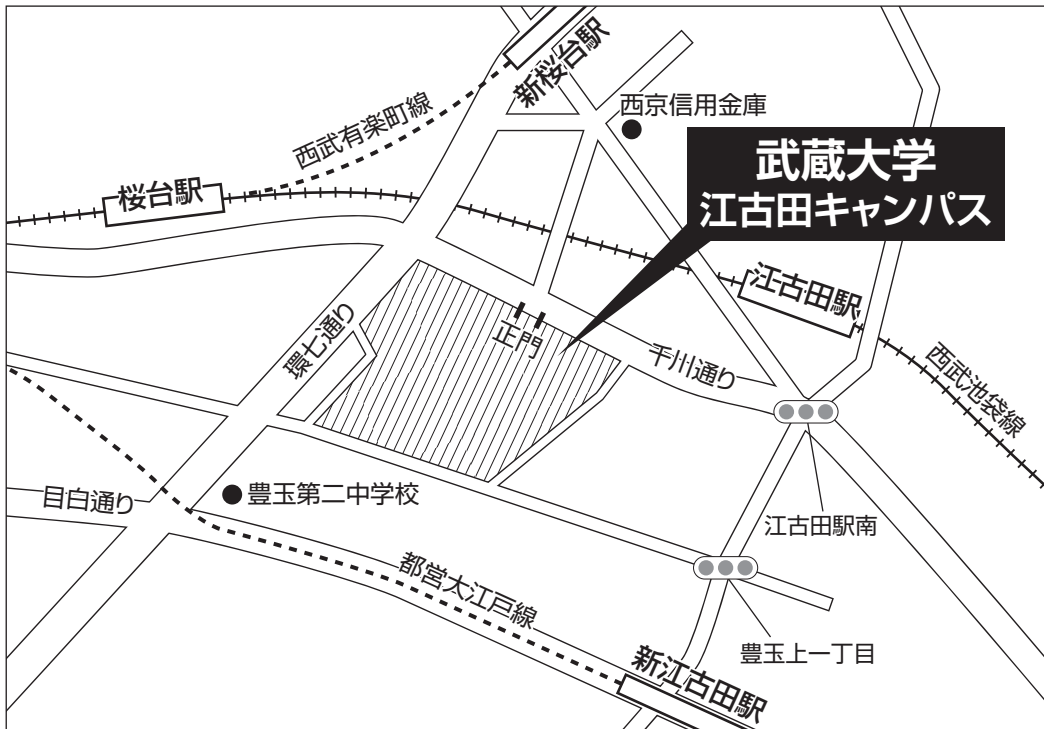 新桜台駅
西京信用金庫
西武有楽町線
武蔵大学
江古田キャンパス
桜台駅
江古田駅
正門
環七通り
千川通り
西武池袋線
目白通り
豊玉第二中学校
江古田駅南
都営大江戸線
豊玉上一丁目
新江古田駅